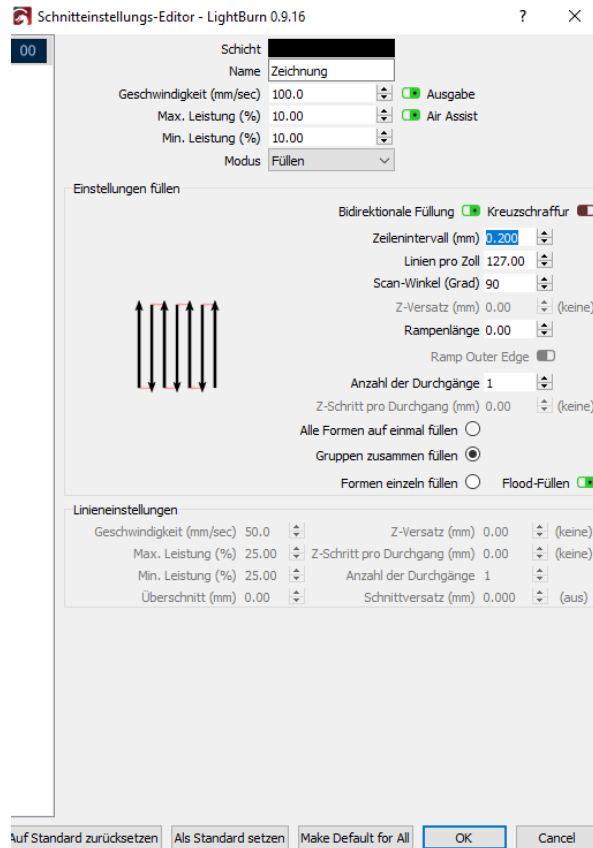 Schnitteinstellungs-Editor - LightBurn 0.9.16 ?
00
Schicht
Name Zeichnung
Geschwindigkeit (mm/sec) 100.0 Ausgabe
Max. Leistung (%) 10.00 Air Assist
Min. Leistung (%) 10.00
Modus Füllen
Einstellungen füllen
Bidirektionale Füllung Kreuzschraffur
Zeilenintervall (mm) 0.200
Linien pro Zoll 127.00
Scan-Winkel (Grad) 90
Z-Versatz (mm) 0.00 (keine)
Rampenlänge 0.00
Ramp Outer Edge
Anzahl der Durchgänge 1
Z-Schritt pro Durchgang (mm) 0.00 (keine)
Alle Formen auf einmal füllen
Gruppen zusammen füllen
Formen einzeln füllen Flood-Füllen
Linieneinstellungen
Geschwindigkeit (mm/sec) 50.0 Z-Versatz (mm) 0.00 (keine)
Max. Leistung (%) 25.00 Z-Schritt pro Durchgang (mm) 0.00 (keine)
Min. Leistung (%) 25.00 Anzahl der Durchgänge 1
Überschnitt (mm) 0.00 Schnittversatz (mm) 0.000 (aus)
Auf Standard zurücksetzen Als Standard setzen Make Default for All OK Cancel